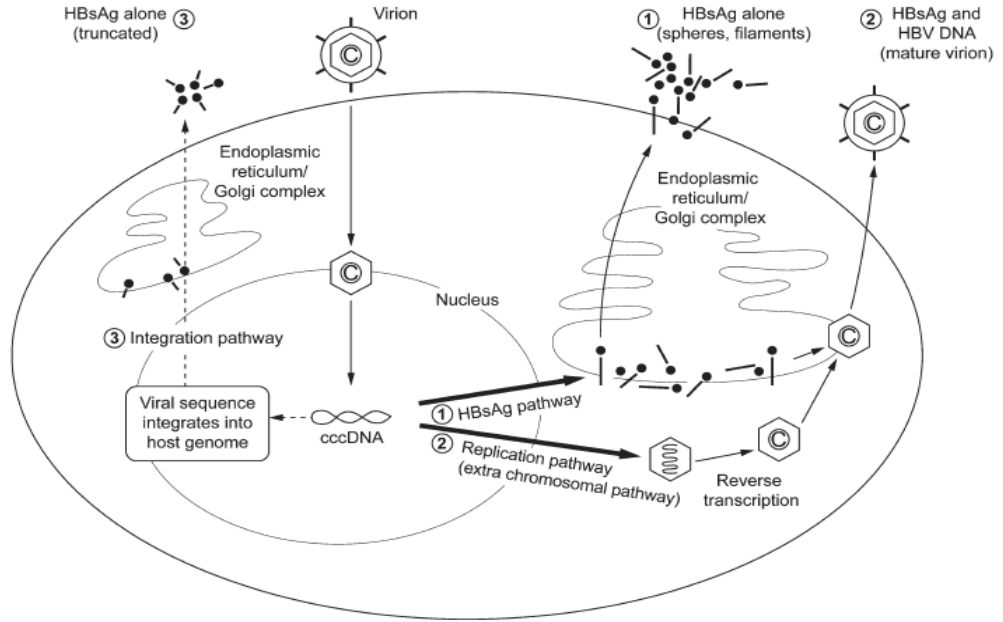 HBsAg alone ③
(truncated)
Virion
① HBsAg alone
(spheres, filaments)
② HBsAg and
HBV DNA
(mature virion)
C
C
Endoplasmic
reticulum/
Golgi complex
Endoplasmic
reticulum/
Golgi complex
C
Nucleus
③ Integration pathway
C
Viral sequence
integrates into
host genome
cccDNA
① HBsAg pathway
② Replication pathway
(extra chromosomal pathway)
C
Reverse
transcription